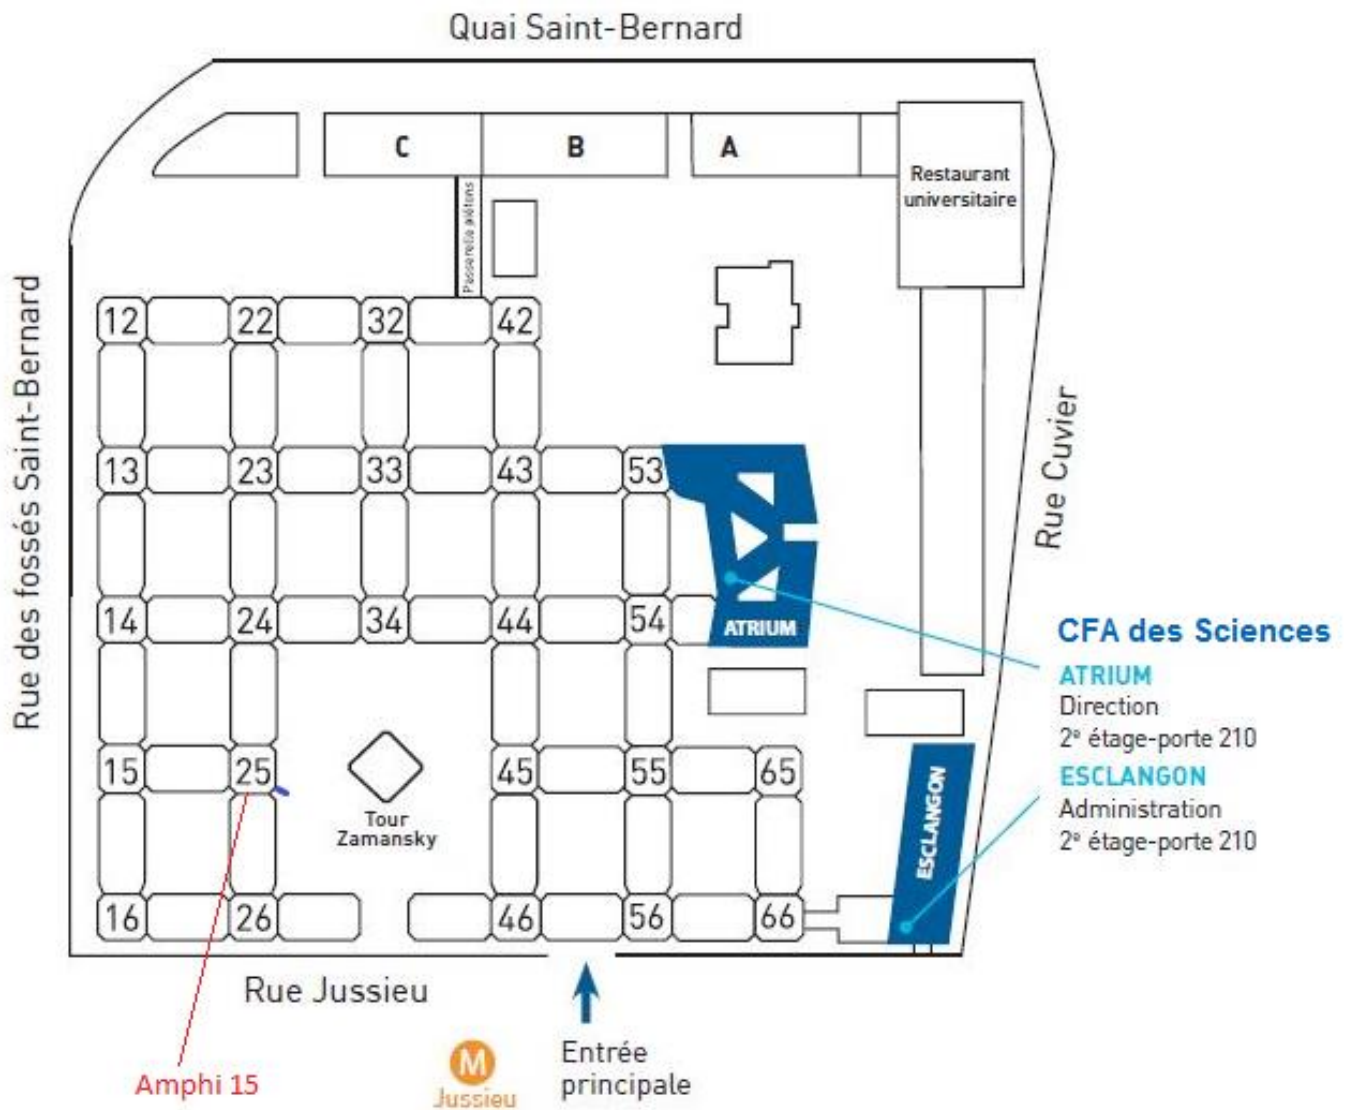 Quai Saint-Bernard
C
B
A
Restaurant
universitaire
Passerelle piétons
Rue des fossés Saint-Bernard
12
22
32
42
Rue Cuvier
13
23
33
43
53
14
24
34
44
54
ATRIUM
CFA des Sciences
ATRIUM
Direction
2e étage-porte 210
ESCLANGON
Administration
2e étage-porte 210
15
25
45
55
65
ESCLANGON
Tour
Zamansky
16
26
46
56
66
Rue Jussieu
M
Jussieu
Entrée
principale
Amphi 15